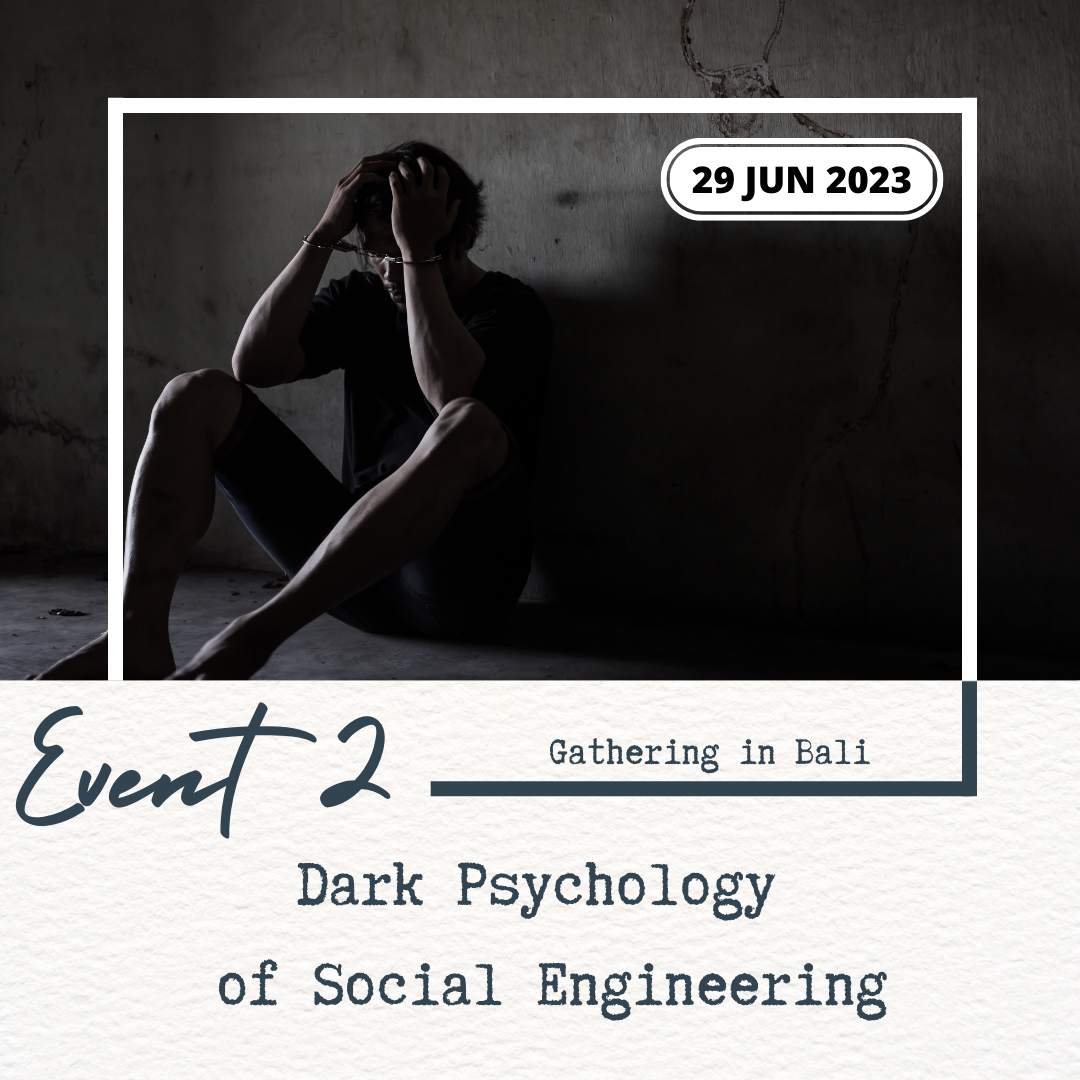 29 JUN 2023
Event 2
Gathering in Bali
Dark Psychology
of Social Engineering